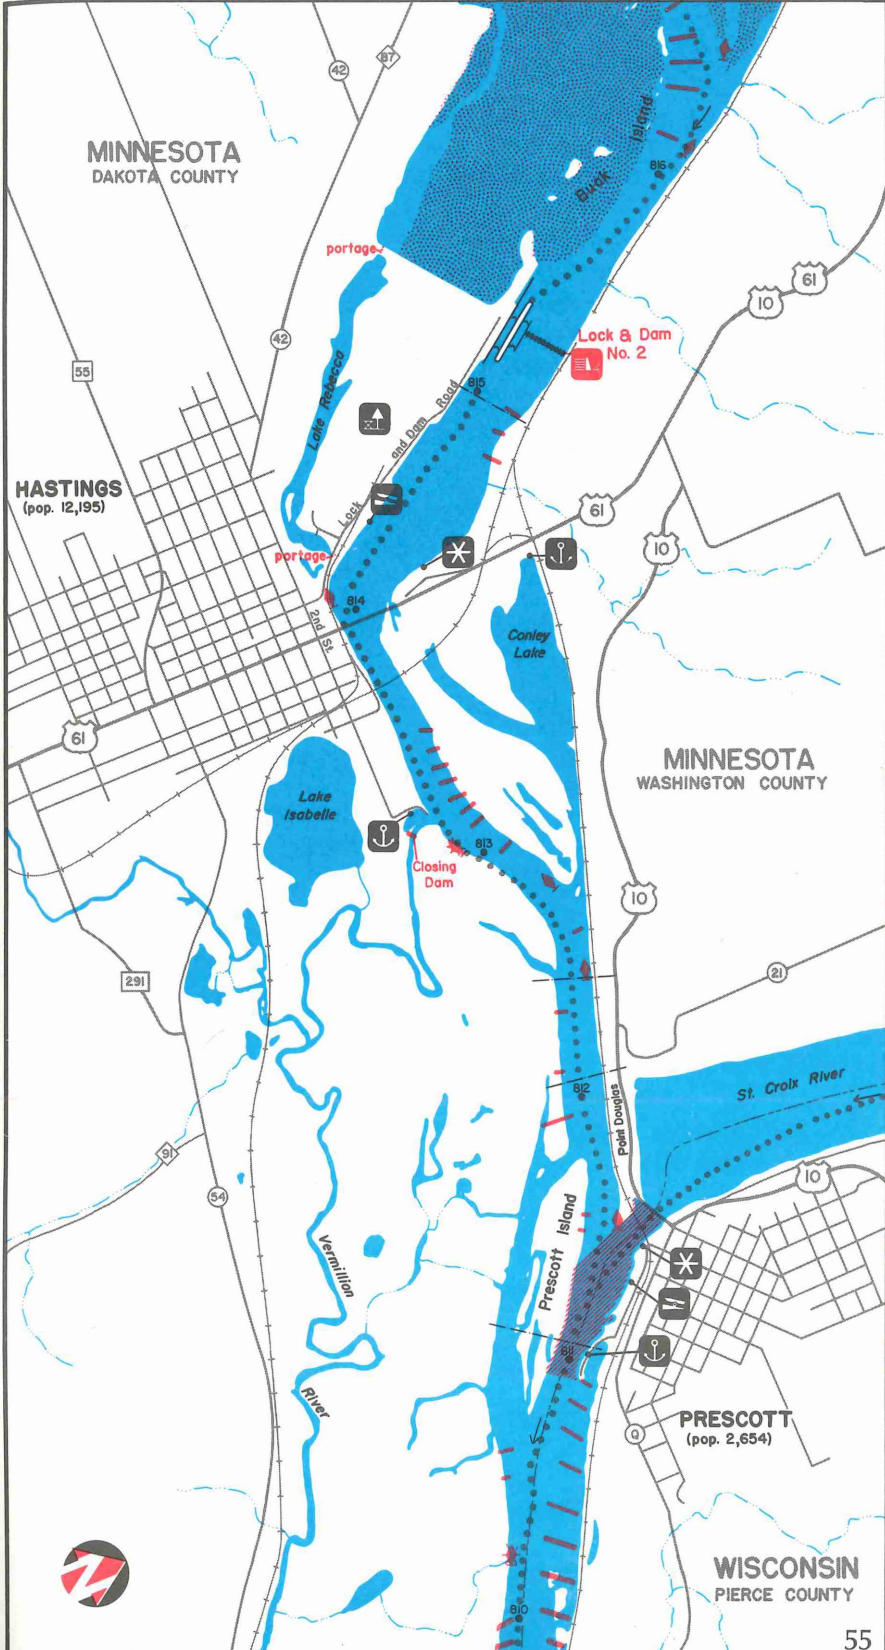 87
42
MINNESOTA
DAKOTA COUNTY
Buck Island
816
portage
61
10
Lock & Dam
No. 2
42
55
815
Lake Rebecca
Lock and Dam Road
HASTINGS
(pop. 12,195)
61
10
portage
814
2nd St.
Conley
Lake
61
MINNESOTA
WASHINGTON COUNTY
Lake
Isabelle
813
Closing
Dam
10
291
21
812
St. Croix River
Point Douglas
91
10
54
Prescott Island
Vermillion
811
River
PRESCOTT
(pop. 2,654)
Q
WISCONSIN
PIERCE COUNTY
810
55